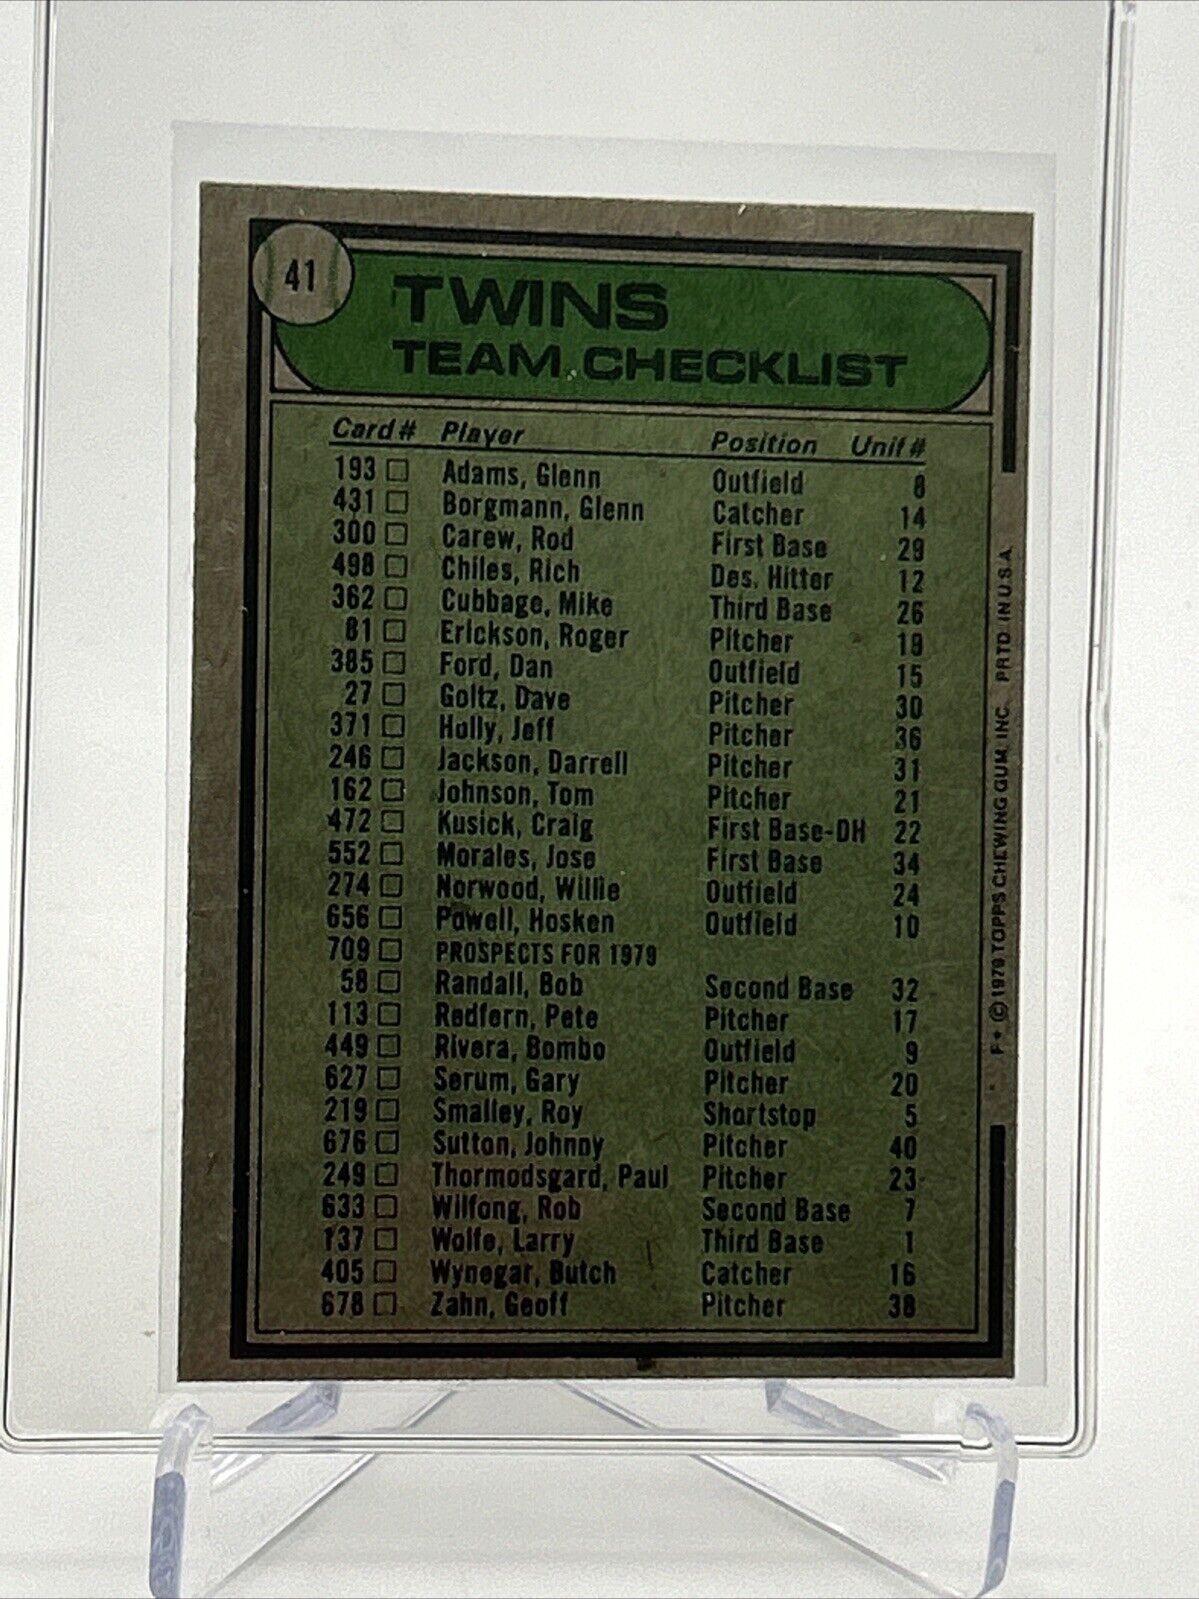 41
TWINS
TEAM CHECKLIST
Card # Player Position Unif #
193 □ Adams, Glenn Outfield 8
431 □ Borgmann, Glenn Catcher 14
300 □ Carew, Rod First Base 29
498 □ Chiles, Rich Des. Hitter 12
362 □ Cubbage, Mike Third Base 26
81 □ Erickson, Roger Pitcher 19
385 □ Ford, Dan Outfield 15
27 □ Goltz, Dave Pitcher 30
371 □ Holly, Jeff Pitcher 36
246 □ Jackson, Darrell Pitcher 31
162 □ Johnson, Tom Pitcher 21
472 □ Kusick, Craig First Base-DH 22
552 □ Morales, Jose First Base 34
274 □ Norwood, Willie Outfield 24
656 □ Powell, Hosken Outfield 10
709 □ PROSPECTS FOR 1979
58 □ Randall, Bob Second Base 32
113 □ Redfern, Pete Pitcher 17
449 □ Rivera, Bombo Outfield 9
627 □ Serum, Gary Pitcher 20
219 □ Smalley, Roy Shortstop 5
676 □ Sutton, Johnny Pitcher 40
249 □ Thormodsgard, Paul Pitcher 23
633 □ Wilfong, Rob Second Base 7
137 □ Wolfe, Larry Third Base 1
405 □ Wynegar, Butch Catcher 16
678 □ Zahn, Geoff Pitcher 38
F* © 1979 TOPPS CHEWING GUM, INC. PRTD. IN U.S.A.